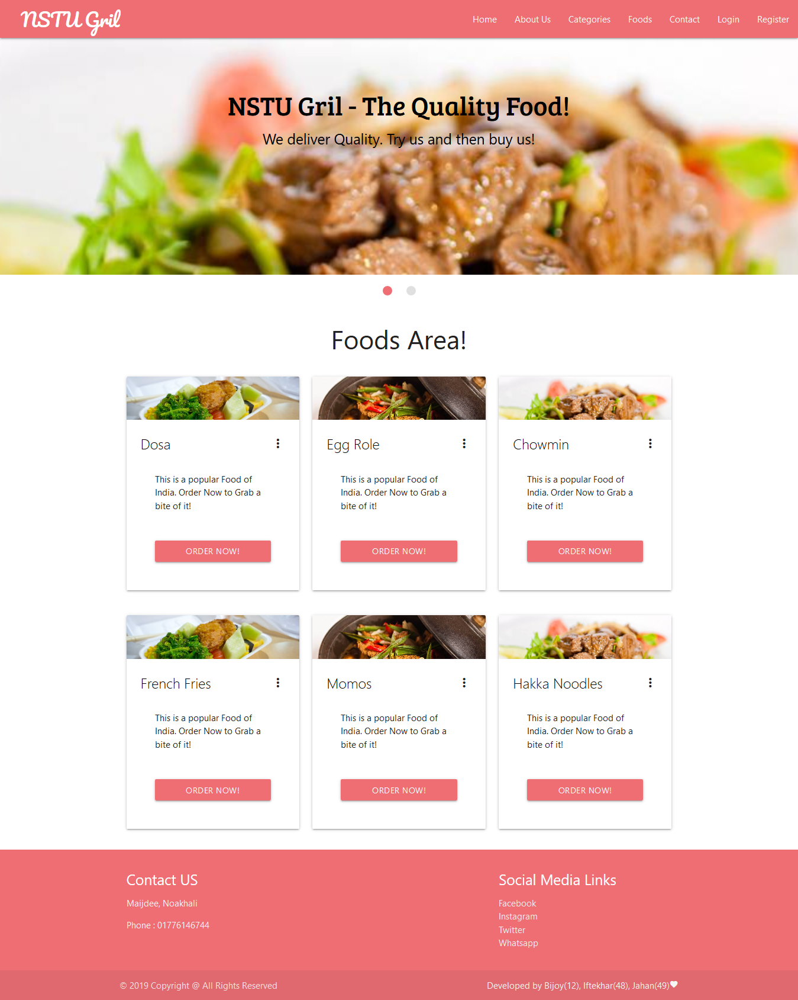 NSTU Gril
Home About Us Categories Foods Contact Login Register
NSTU Gril - The Quality Food!
We deliver Quality. Try us and then buy us!
Foods Area!
Dosa
This is a popular Food of
India. Order Now to Grab a
bite of it!
ORDER NOW!
Egg Role
This is a popular Food of
India. Order Now to Grab a
bite of it!
ORDER NOW!
Chowmin
This is a popular Food of
India. Order Now to Grab a
bite of it!
ORDER NOW!
French Fries
This is a popular Food of
India. Order Now to Grab a
bite of it!
ORDER NOW!
Momos
This is a popular Food of
India. Order Now to Grab a
bite of it!
ORDER NOW!
Hakka Noodles
This is a popular Food of
India. Order Now to Grab a
bite of it!
ORDER NOW!
Contact US
Maijdee, Noakhali
Phone : 01776146744
Social Media Links
Facebook
Instagram
Twitter
Whatsapp
© 2019 Copyright @ All Rights Reserved
Developed by Bijoy(12), Iftekhar(48), Jahan(49)